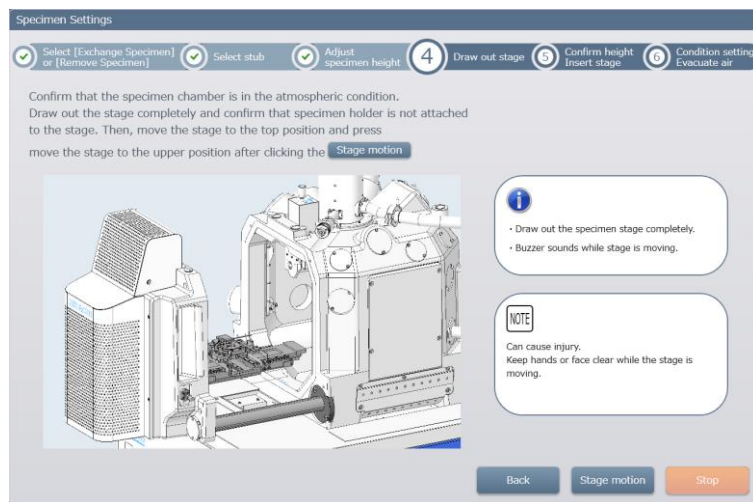 Specimen Settings
Select [Exchange Specimen]
or [Remove Specimen]
Select stub
Adjust
specimen height
4
Draw out stage
5
Confirm height
Insert stage
6
Condition setting
Evacuate air
Confirm that the specimen chamber is in the atmospheric condition.
Draw out the stage completely and confirm that specimen holder is not attached
to the stage. Then, move the stage to the top position and press
move the stage to the upper position after clicking the Stage motion
・Draw out the specimen stage completely.
・Buzzer sounds while stage is moving.
NOTE
Can cause injury.
Keep hands or face clear while the stage is
moving.
Back
Stage motion
Stop